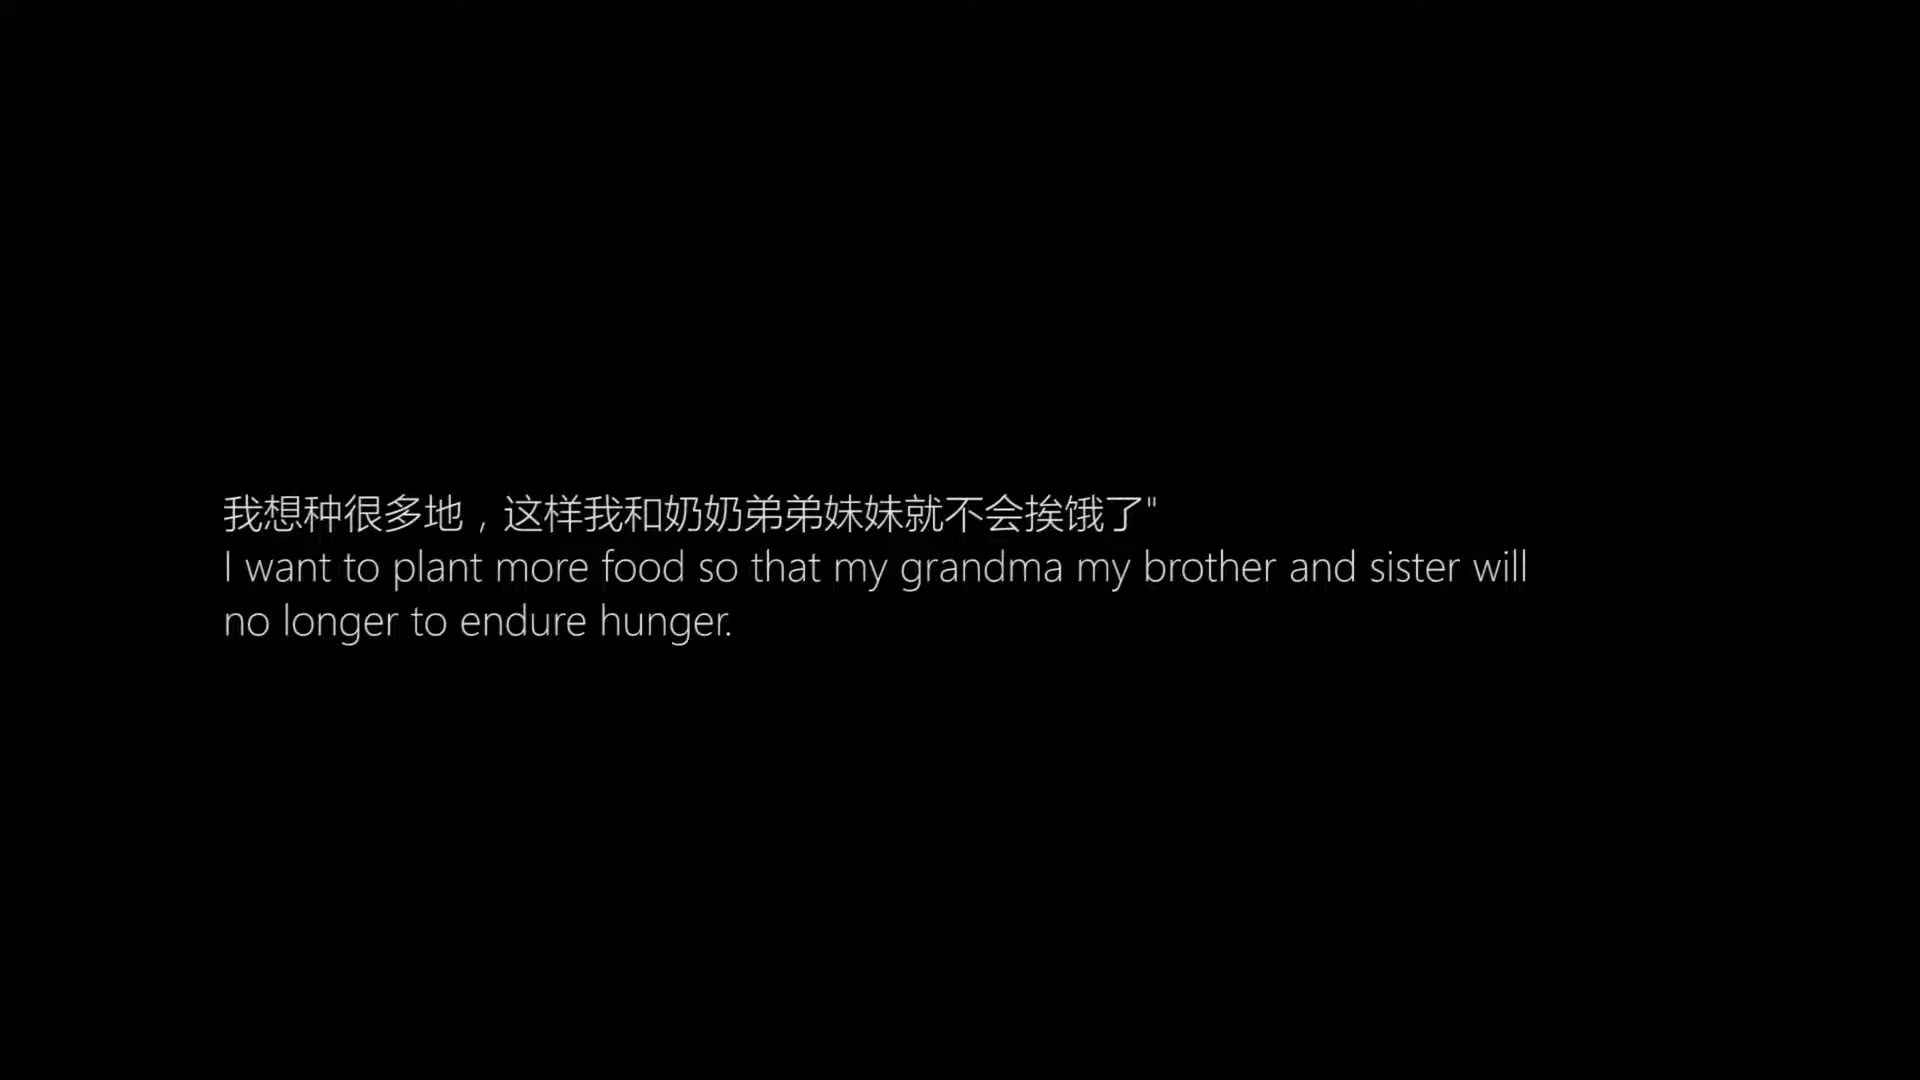 我想种很多地，这样我和奶奶弟弟妹妹就不会挨饿了"
I want to plant more food so that my grandma my brother and sister will
no longer to endure hunger.